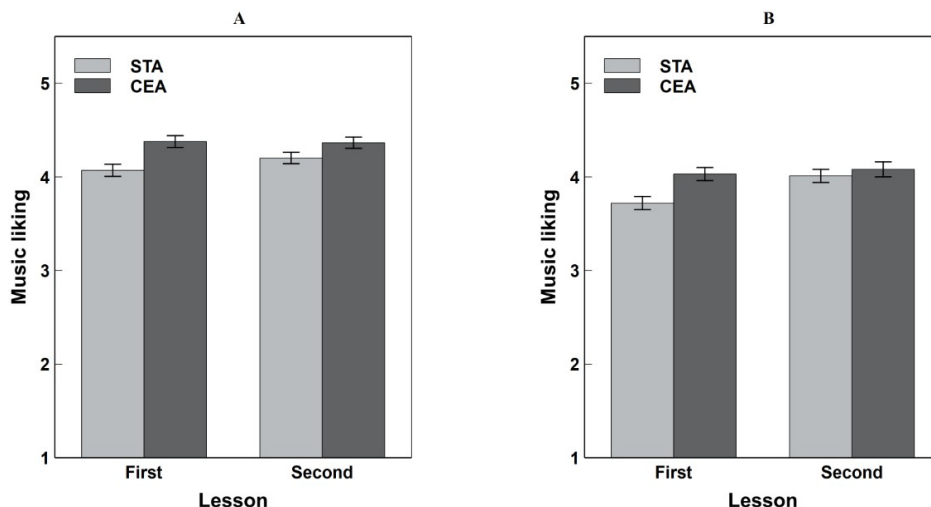 A
STA
CEA
5
4
3
2
1
Music liking
First
Second
Lesson
B
STA
CEA
5
4
3
2
1
Music liking
First
Second
Lesson